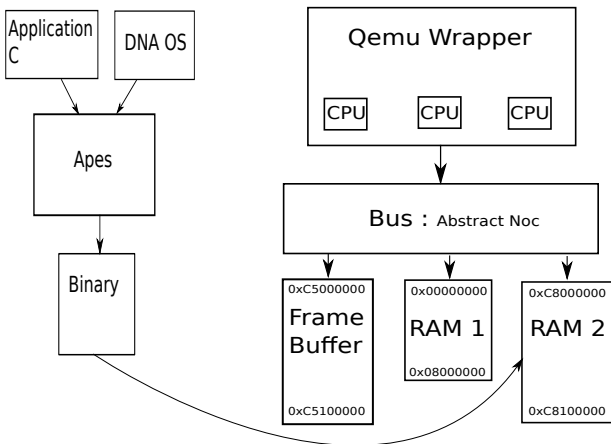 Application
C
DNA OS
Apes
Binary
Qemu Wrapper
CPU
CPU
CPU
Bus : Abstract Noc
0xC5000000
Frame
Buffer
0xC5100000
0x00000000
RAM 1
0x08000000
0xC8000000
RAM 2
0xC8100000